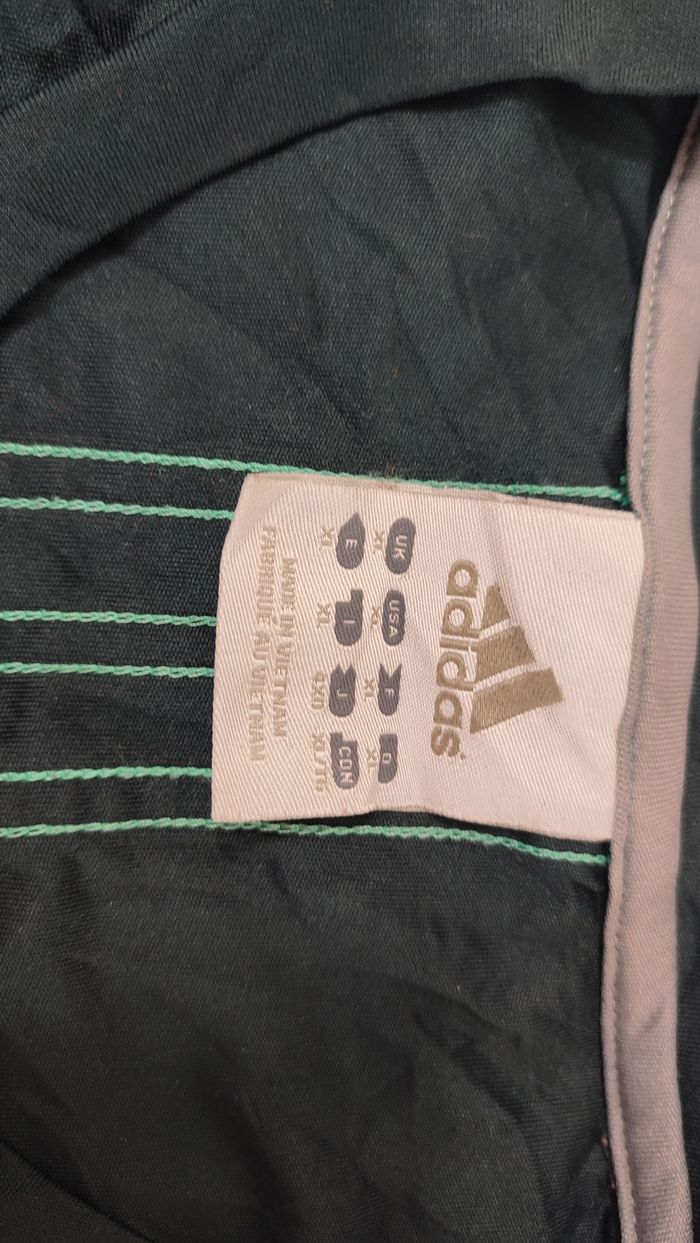 adidas
UK USA F D
XL XL XL XL
E I J CDN
XL XL XL/TG
MADE IN VIETNAM
FABRIQUÉ AU VIETNAM